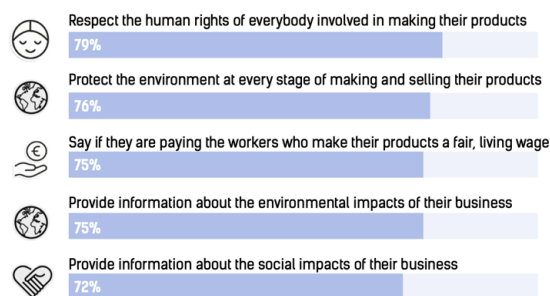 Respect the human rights of everybody involved in making their products
79%
Protect the environment at every stage of making and selling their products
76%
Say if they are paying the workers who make their products a fair, living wage
€
75%
Provide information about the environmental impacts of their business
75%
Provide information about the social impacts of their business
72%